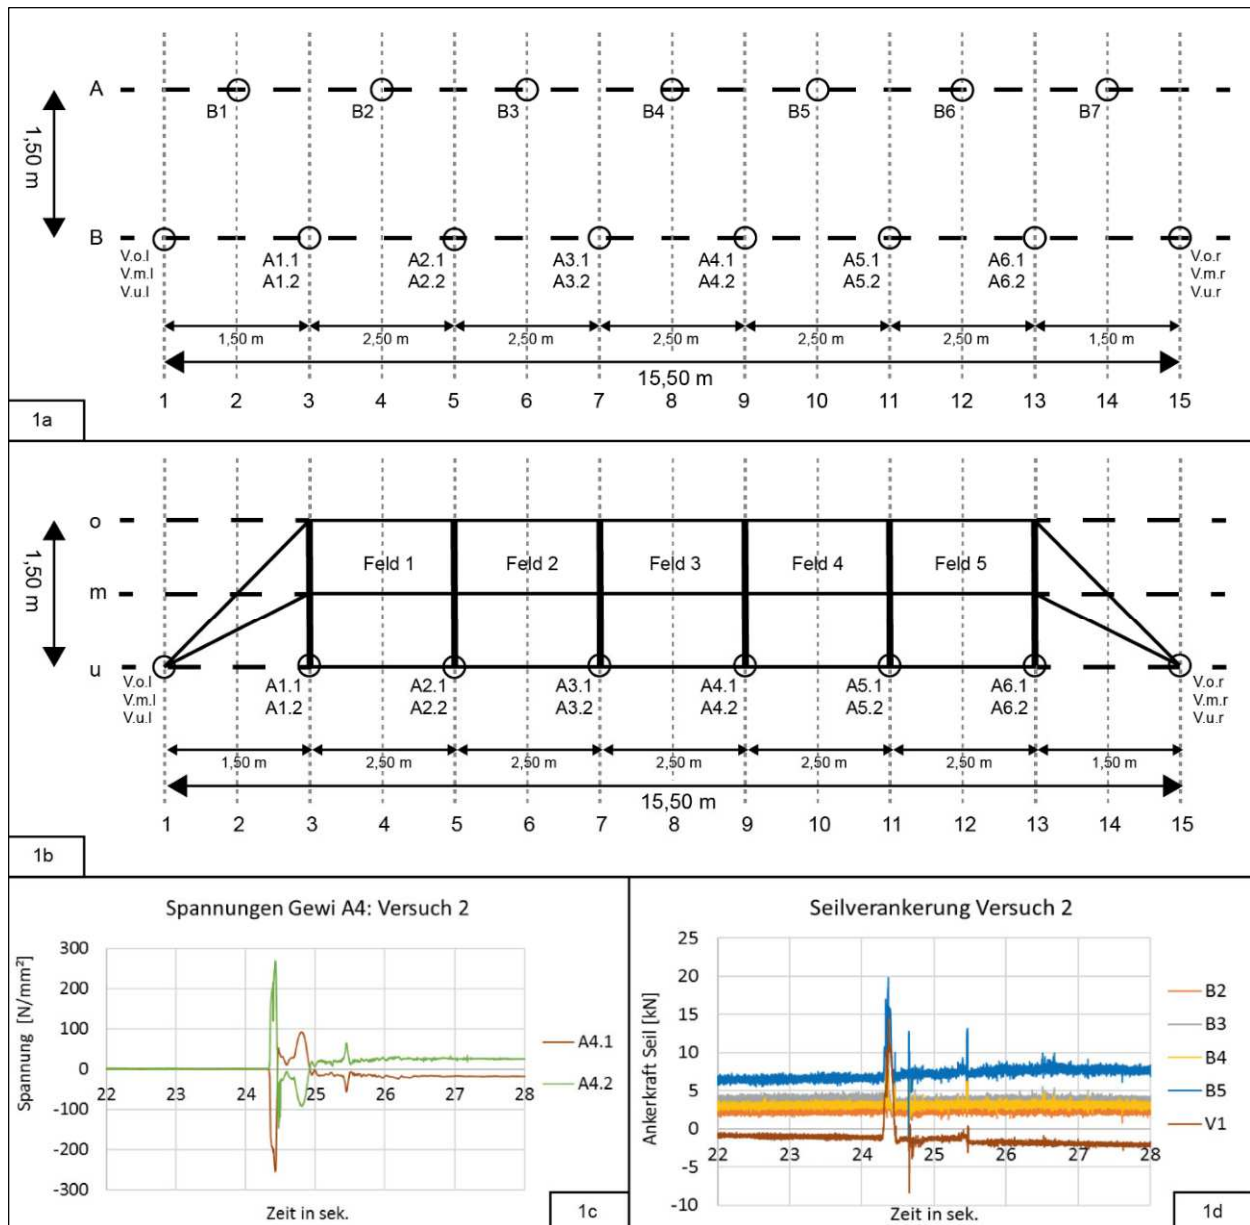 A
B1 B2 B3 B4 B5 B6 B7
1,50 m
B
V.o.l
V.m.l
V.u.l
A1.1 A2.1 A3.1 A4.1 A5.1 A6.1
A1.2 A2.2 A3.2 A4.2 A5.2 A6.2
V.o.r
V.m.r
V.u.r
1,50 m 2,50 m 2,50 m 2,50 m 2,50 m 2,50 m 1,50 m
15,50 m
1 2 3 4 5 6 7 8 9 10 11 12 13 14 15
1a
o
1,50 m
Feld 1 Feld 2 Feld 3 Feld 4 Feld 5
m
u
V.o.l
V.m.l
V.u.l
A1.1 A2.1 A3.1 A4.1 A5.1 A6.1
A1.2 A2.2 A3.2 A4.2 A5.2 A6.2
V.o.r
V.m.r
V.u.r
1,50 m 2,50 m 2,50 m 2,50 m 2,50 m 2,50 m 1,50 m
15,50 m
1 2 3 4 5 6 7 8 9 10 11 12 13 14 15
1b
Spannungen Gewi A4: Versuch 2
Spannung [N/mm²]
300
200
100
0
-100
-200
-300
22 23 24 25 26 27 28
Zeit in sek.
A4.1
A4.2
1c
Seilverankerung Versuch 2
Ankerkraft Seil [kN]
25
20
15
10
5
0
-5
-10
22 23 24 25 26 27 28
Zeit in sek.
B2
B3
B4
B5
V1
1d